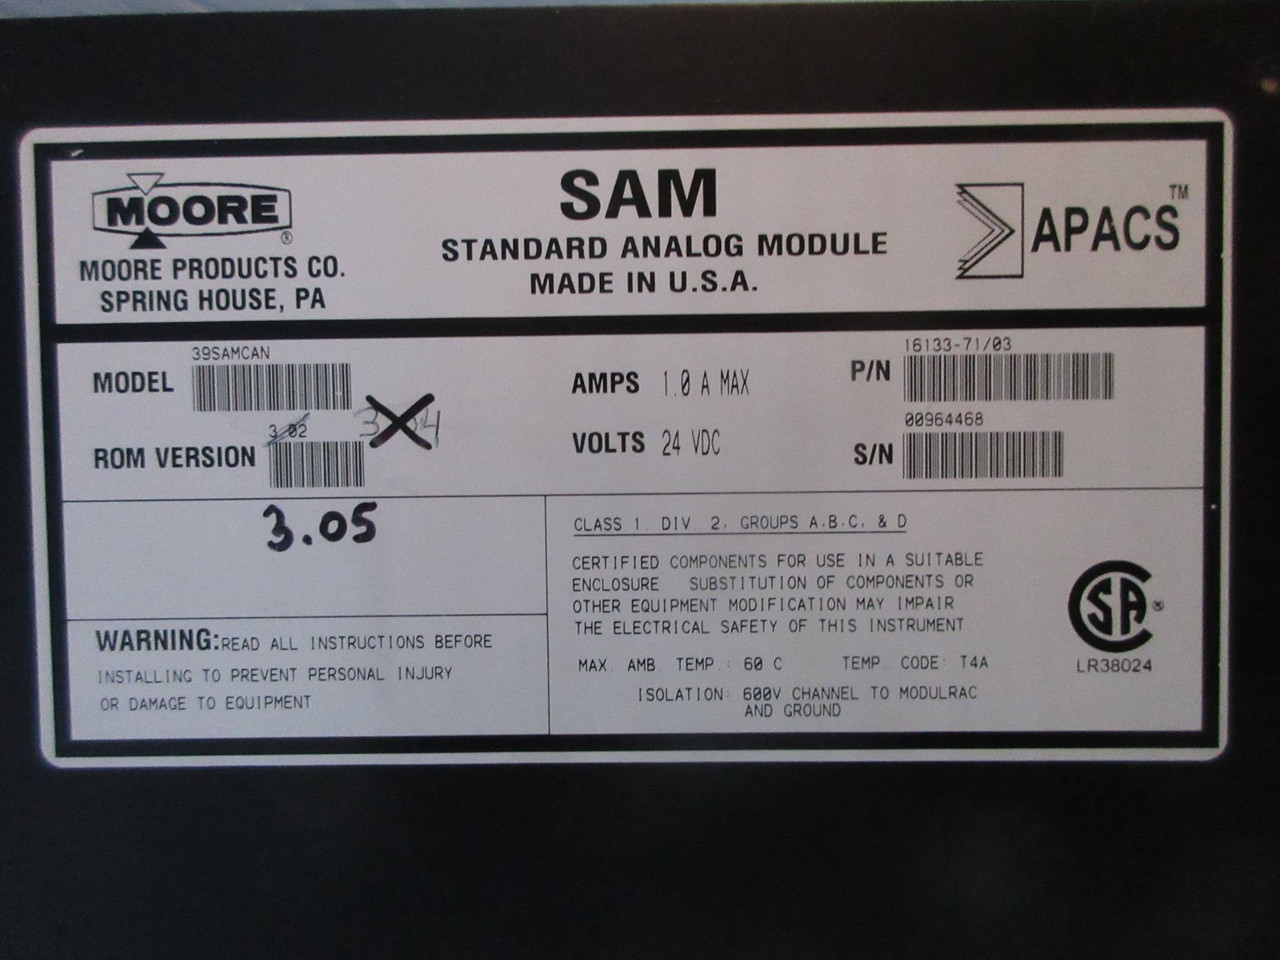 MOORE ®
MOORE PRODUCTS CO.
SPRING HOUSE, PA
SAM
STANDARD ANALOG MODULE
MADE IN U.S.A.
APACS™
MODEL 39SAMCAN
ROM VERSION 3.02
3.05
AMPS 1.0 A MAX
VOLTS 24 VDC
P/N 16133-71/03
S/N 00964468
WARNING: READ ALL INSTRUCTIONS BEFORE
INSTALLING TO PREVENT PERSONAL INJURY
OR DAMAGE TO EQUIPMENT
CLASS 1. DIV 2. GROUPS A.B.C. & D
CERTIFIED COMPONENTS FOR USE IN A SUITABLE
ENCLOSURE SUBSTITUTION OF COMPONENTS OR
OTHER EQUIPMENT MODIFICATION MAY IMPAIR
THE ELECTRICAL SAFETY OF THIS INSTRUMENT
MAX. AMB. TEMP.: 60 C TEMP. CODE: T4A
ISOLATION: 600V CHANNEL TO MODULRAC
AND GROUND
SA ®
LR38024